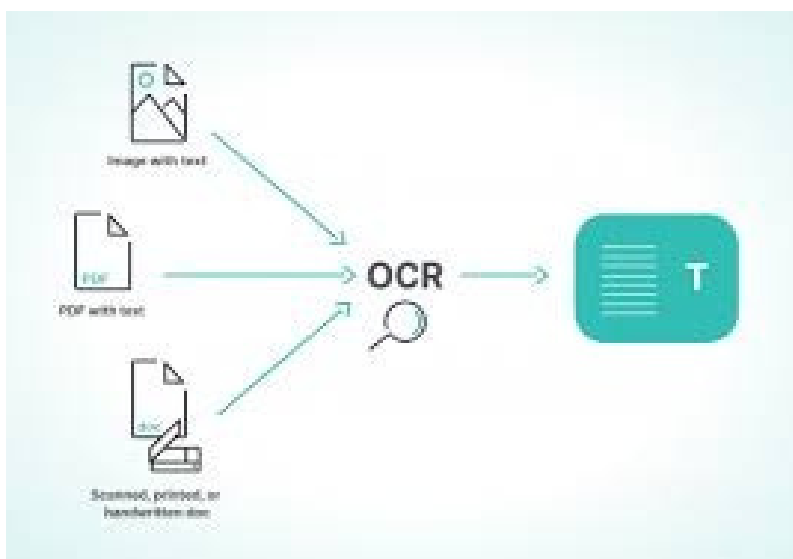 Image with text
PDF
PDF with text
OCR
T
doc
Scanned, printed, or
handwritten doc